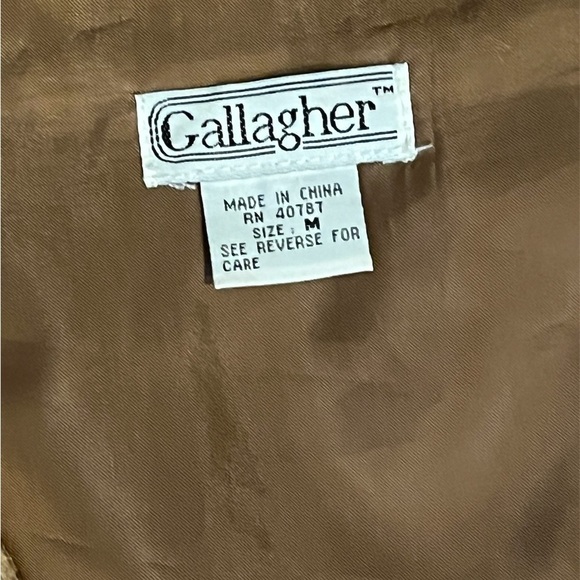 Gallagher™
MADE IN CHINA
RN 40787
SIZE: M
SEE REVERSE FOR
CARE